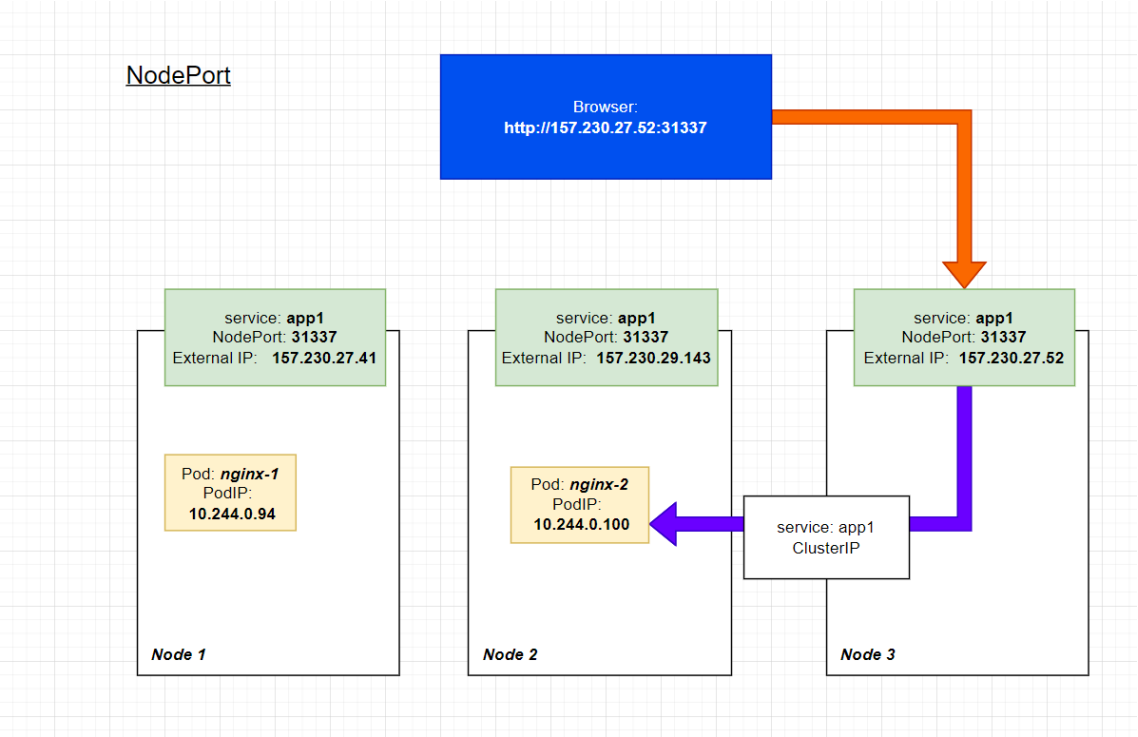 NodePort
Browser:
http://157.230.27.52:31337
service: app1
NodePort: 31337
External IP: 157.230.27.41
service: app1
NodePort: 31337
External IP: 157.230.29.143
service: app1
NodePort: 31337
External IP: 157.230.27.52
Pod: nginx-1
PodIP:
10.244.0.94
Pod: nginx-2
PodIP:
10.244.0.100
service: app1
ClusterIP
Node 1
Node 2
Node 3